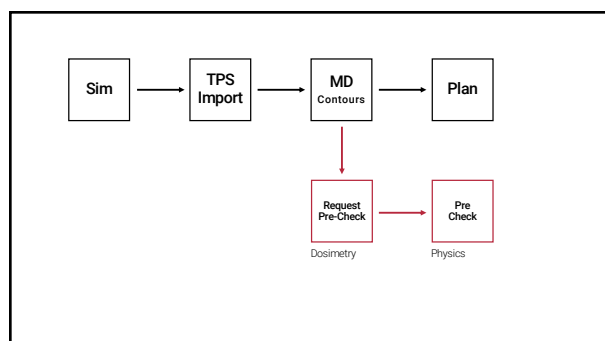 Sim
TPS
Import
MD
Contours
Plan
Request
Pre-Check
Pre
Check
Dosimetry
Physics